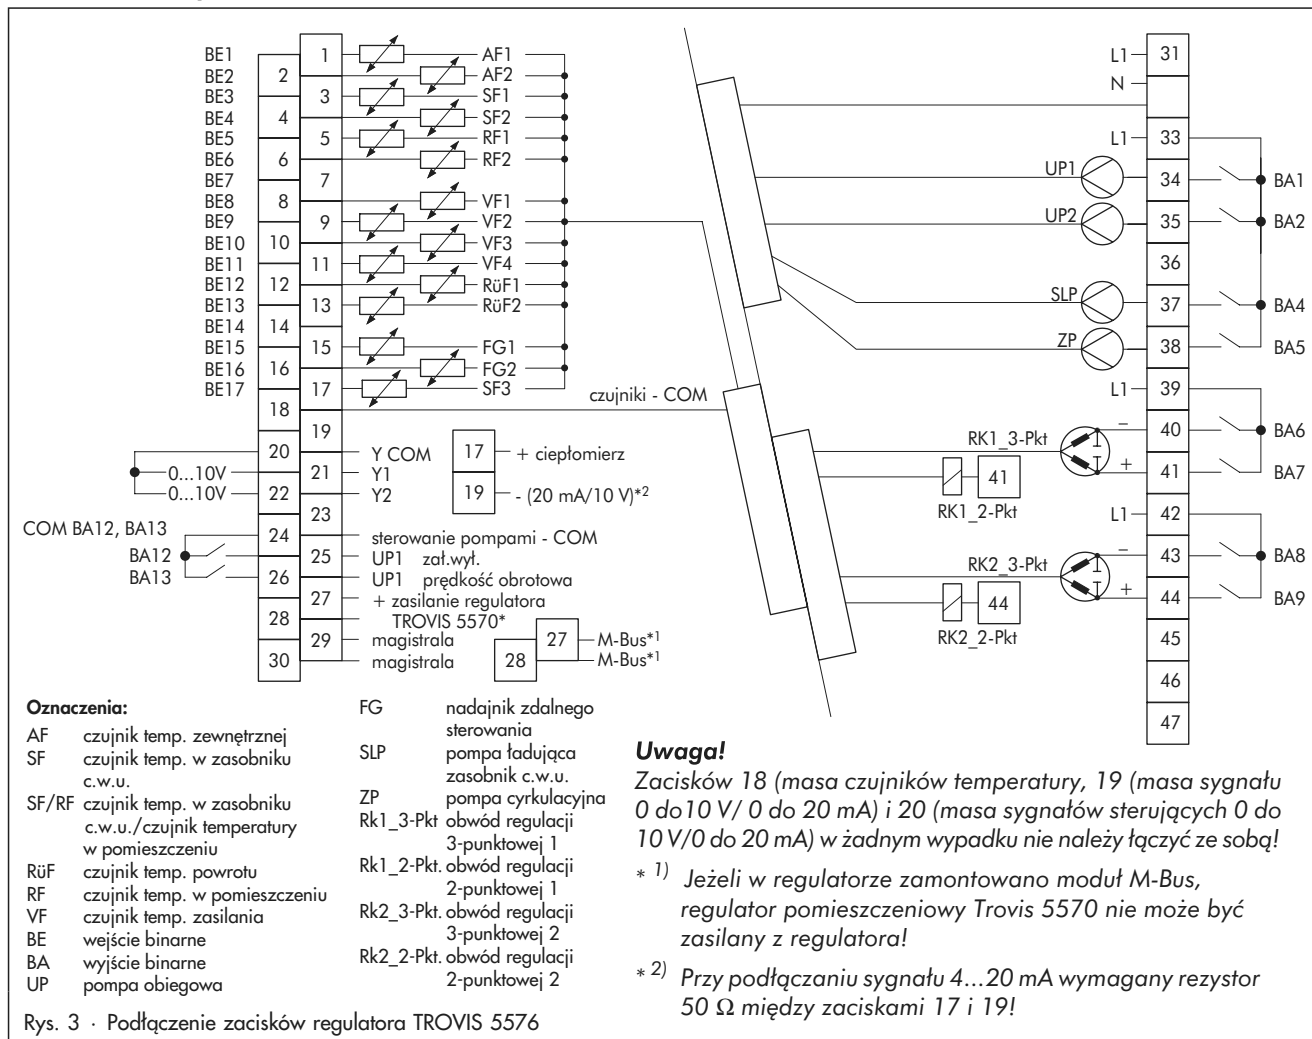 BE1 1 AF1
BE2 2 AF2
BE3 3 SF1
BE4 4 SF2
BE5 5 RF1
BE6 6 RF2
BE7 7
BE8 8 VF1
BE9 9 VF2
BE10 10 VF3
BE11 11 VF4
BE12 12 RüF1
BE13 13 RüF2
BE14 14
BE15 15 FG1
BE16 16 FG2
BE17 17 SF3
18 czujniki - COM
19
20 Y COM
0...10V 21 Y1
0...10V 22 Y2
17 + ciepłomierz
19 - (20 mA/10 V)*2
23
COM BA12, BA13
24 sterowanie pompami - COM
BA12 25 UP1 zał.wył.
BA13 26 UP1 prędkość obrotowa
27 + zasilanie regulatora
28 TROVIS 5570*
29 magistrala
30 magistrala
27 M-Bus*1
28 M-Bus*1
L1 31
N
L1 33
UP1 34 BA1
UP2 35 BA2
36
SLP 37 BA4
ZP 38 BA5
L1 39
RK1_3-Pkt − 40 BA6
41 + 41 BA7
RK1_2-Pkt
L1 42
RK2_3-Pkt − 43 BA8
44 + 44 BA9
RK2_2-Pkt
45
46
47
Oznaczenia:
AF czujnik temp. zewnętrznej
SF czujnik temp. w zasobniku
c.w.u.
SF/RF czujnik temp. w zasobniku
c.w.u./czujnik temperatury
w pomieszczeniu
RüF czujnik temp. powrotu
RF czujnik temp. w pomieszczeniu
VF czujnik temp. zasilania
BE wejście binarne
BA wyjście binarne
UP pompa obiegowa
FG nadajnik zdalnego
sterowania
SLP pompa ładująca
zasobnik c.w.u.
ZP pompa cyrkulacyjna
Rk1_3-Pkt obwód regulacji
3-punktowej 1
Rk1_2-Pkt. obwód regulacji
2-punktowej 1
Rk2_3-Pkt. obwód regulacji
3-punktowej 2
Rk2_2-Pkt. obwód regulacji
2-punktowej 2
Uwaga!
Zacisków 18 (masa czujników temperatury, 19 (masa sygnału
0 do10 V/ 0 do 20 mA) i 20 (masa sygnałów sterujących 0 do
10 V/0 do 20 mA) w żadnym wypadku nie należy łączyć ze sobą!
* 1) Jeżeli w regulatorze zamontowano moduł M-Bus,
regulator pomieszczeniowy Trovis 5570 nie może być
zasilany z regulatora!
* 2) Przy podłączaniu sygnału 4...20 mA wymagany rezystor
50 Ω między zaciskami 17 i 19!
Rys. 3 · Podłączenie zacisków regulatora TROVIS 5576